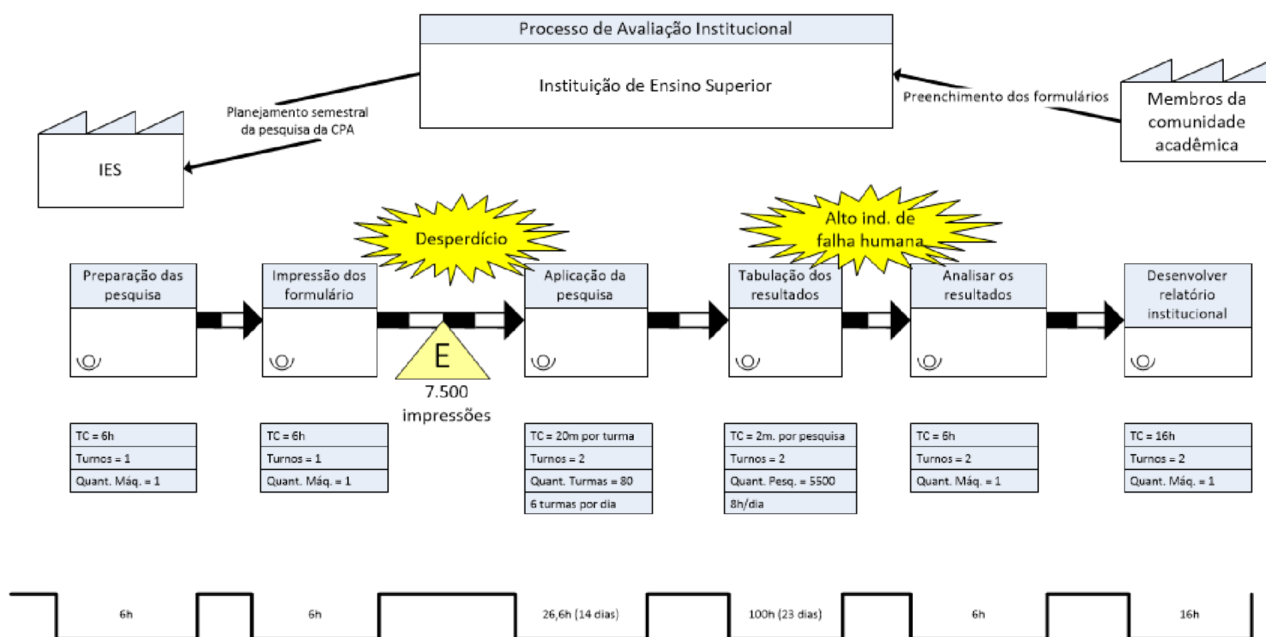 Processo de Avaliação Institucional
Instituição de Ensino Superior
Planejamento semestral
da pesquisa da CPA
Preenchimento dos formulários
Membros da
comunidade
acadêmica
IES
Desperdício
Alto ind. de
falha humana
Preparação das
pesquisa
Impressão dos
formulário
Aplicação da
pesquisa
Tabulação dos
resultados
Analisar os
resultados
Desenvolver
relatório
institucional
E
7.500
impressões
TC = 6h
Turnos = 1
Quant. Máq. = 1
TC = 6h
Turnos = 1
Quant. Máq. = 1
TC = 20m por turma
Turnos = 2
Quant. Turmas = 80
6 turmas por dia
TC = 2m. por pesquisa
Turnos = 2
Quant. Pesq. = 5500
8h/dia
TC = 6h
Turnos = 2
Quant. Máq. = 1
TC = 16h
Turnos = 2
Quant. Máq. = 1
6h
6h
26,6h (14 dias)
100h (23 dias)
6h
16h